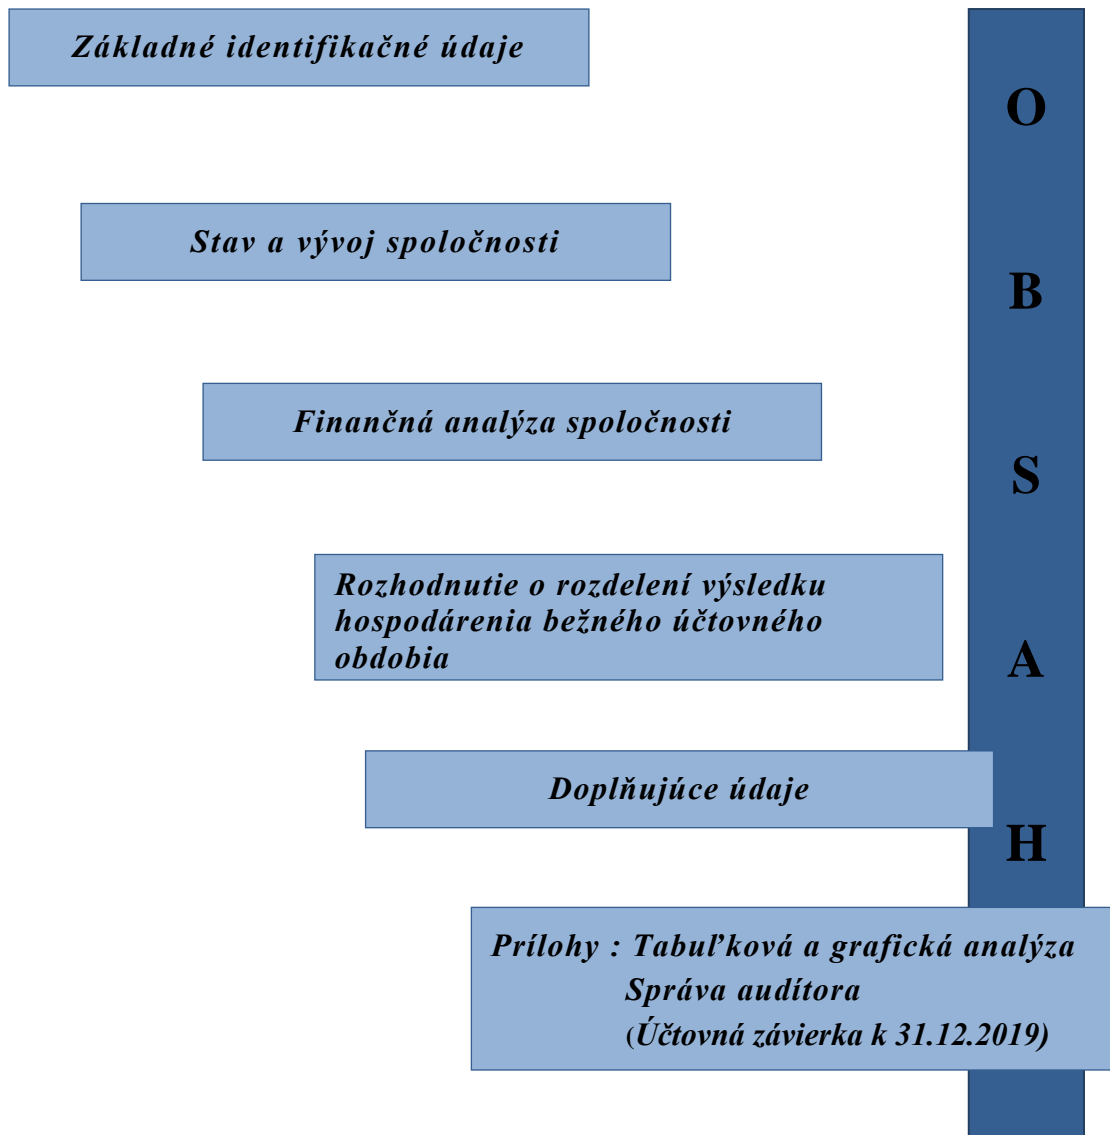 Základné identifikačné údaje
Stav a vývoj spoločnosti
Finančná analýza spoločnosti
Rozhodnutie o rozdelení výsledku
hospodárenia bežného účtovného
obdobia
Doplňujúce údaje
Prílohy : Tabuľková a grafická analýza
Správa audítora
(Účtovná závierka k 31.12.2019)
O
B
S
A
H